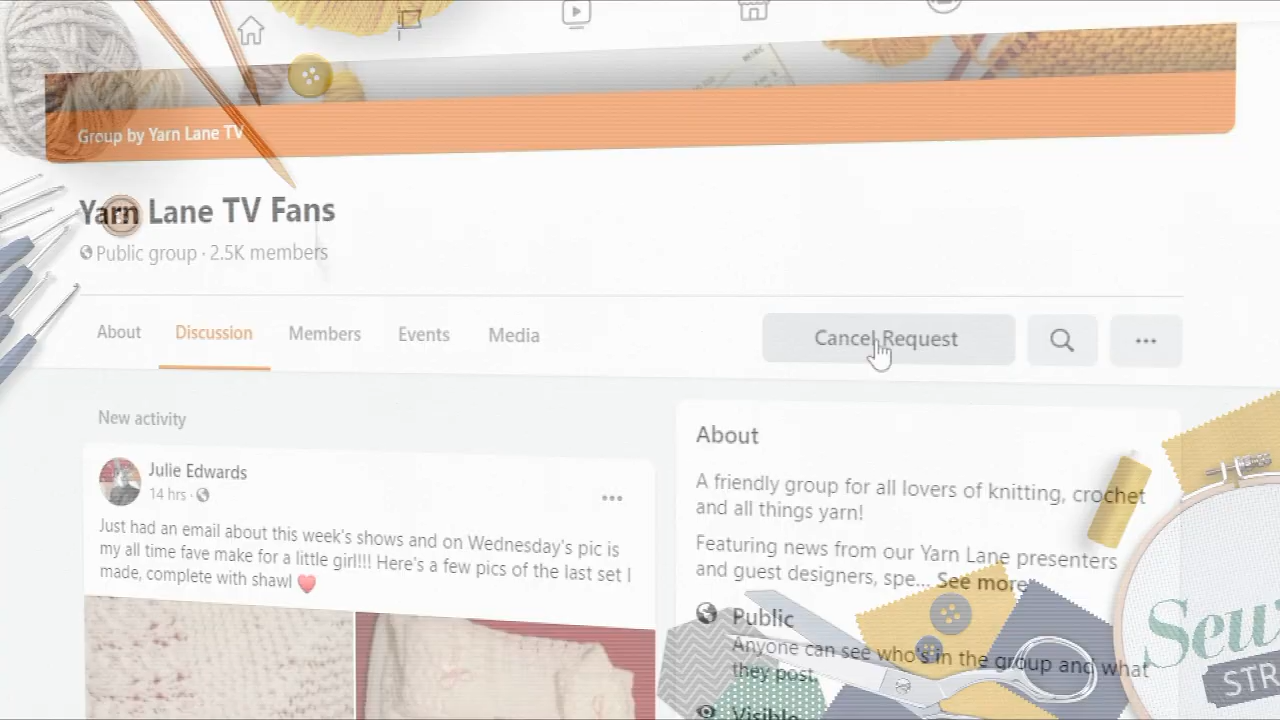 Group by Yarn Lane TV
Yarn Lane TV Fans
Public group · 2.5K members
About Discussion Members Events Media
Cancel Request
New activity
Julie Edwards
14 hrs ·
Just had an email about this week's shows and on Wednesday's pic is
my all time fave make for a little girl!!! Here's a few pics of the last set I
made, complete with shawl ❤️
About
A friendly group for all lovers of knitting, crochet
and all things yarn!
Featuring news from our Yarn Lane presenters
and guest designers, spe... See more
Public
Anyone can see who's in the group and what
they post.
Visible